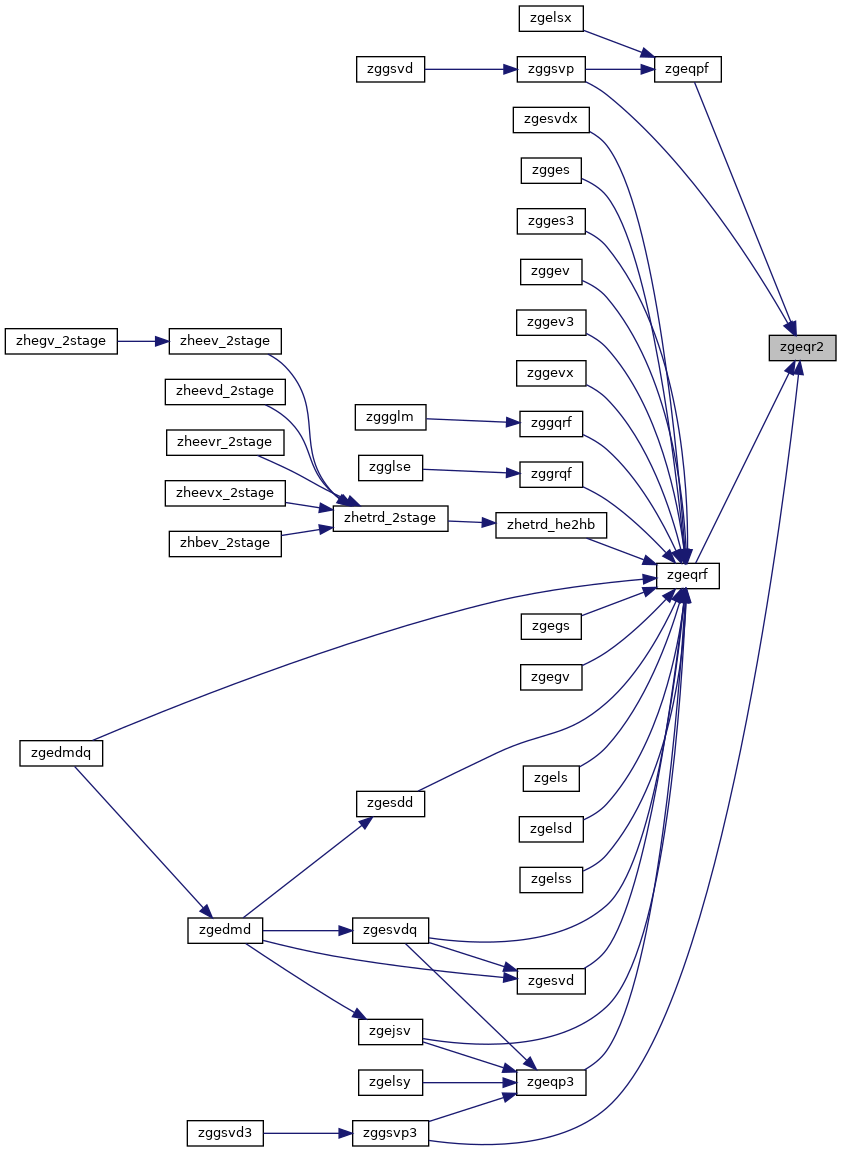 zgelsx
zggsvd
zggsvp
zgeqpf
zgesvdx
zgges
zgges3
zggev
zggev3
zhegv_2stage
zheev_2stage
zgeqr2
zggevx
zheevd_2stage
zggglm
zggqrf
zheevr_2stage
zgglse
zggrqf
zheevx_2stage
zhetrd_2stage
zhetrd_he2hb
zhbev_2stage
zgeqrf
zgegs
zgegv
zgedmdq
zgels
zgesdd
zgelsd
zgelss
zgedmd
zgesvdq
zgesvd
zgejsv
zgelsy
zgeqp3
zggsvd3
zggsvp3